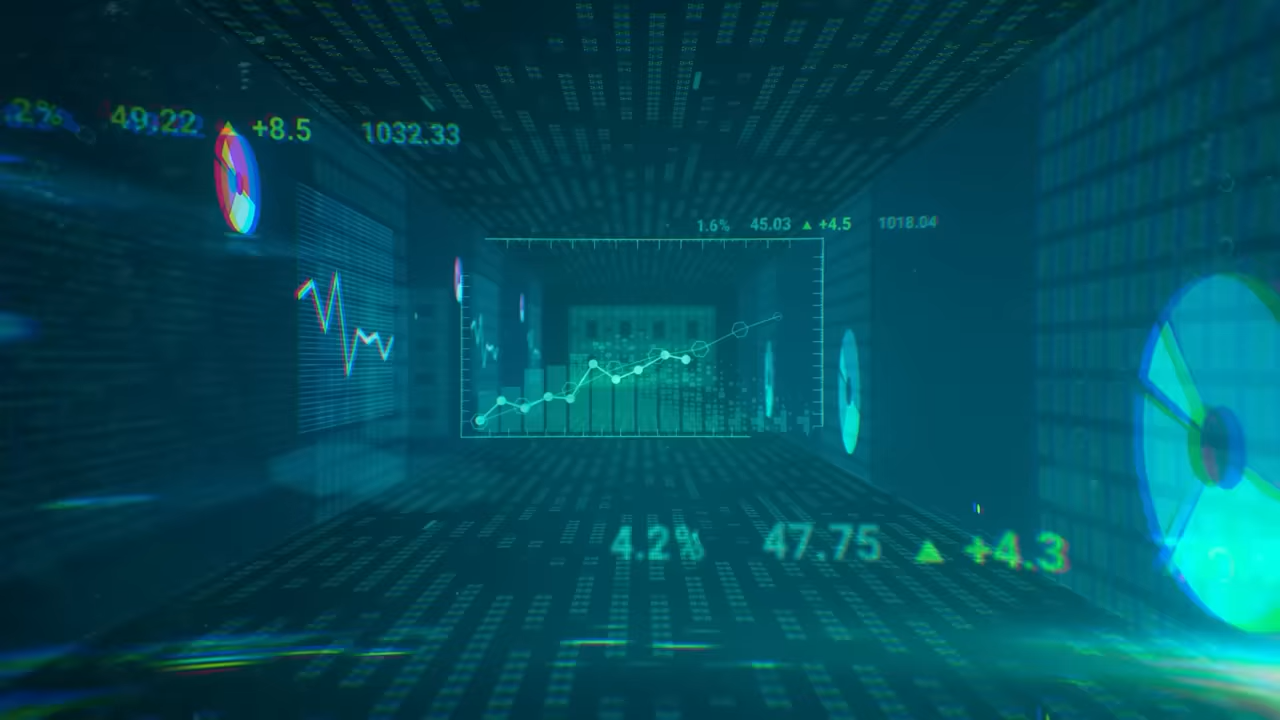 .2% 49.22 ▲ +8.5 1032.33
1.6% 45.03 ▲ +4.5 1018.04
4.2% 47.75 ▲ +4.3